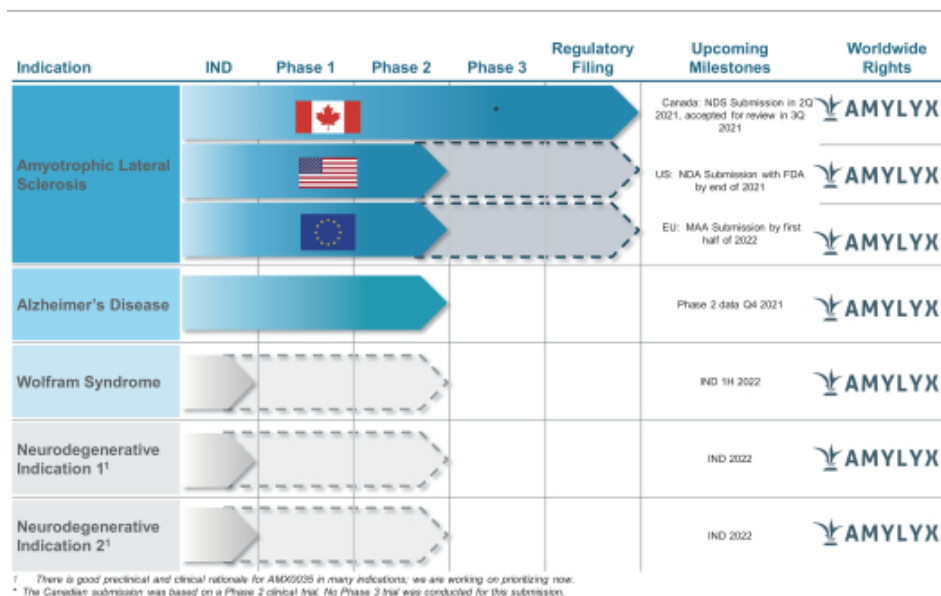 Indication IND Phase 1 Phase 2 Phase 3 Regulatory Filing Upcoming Milestones Worldwide Rights
Amyotrophic Lateral
Sclerosis
*
Canada: NDS Submission in 2Q
2021, accepted for review in 3Q
2021
AMYLYX
US: NDA Submission with FDA
by end of 2021
AMYLYX
EU: MAA Submission by first
half of 2022
AMYLYX
Alzheimer's Disease
Phase 2 data Q4 2021
AMYLYX
Wolfram Syndrome
IND 1H 2022
AMYLYX
Neurodegenerative
Indication 1¹
IND 2022
AMYLYX
Neurodegenerative
Indication 2¹
IND 2022
AMYLYX
† There is good preclinical and clinical rationale for AMX0035 in many indications; we are working on prioritizing now.
* The Canadian submission was based on a Phase 2 clinical trial. No Phase 3 trial was conducted for this submission.